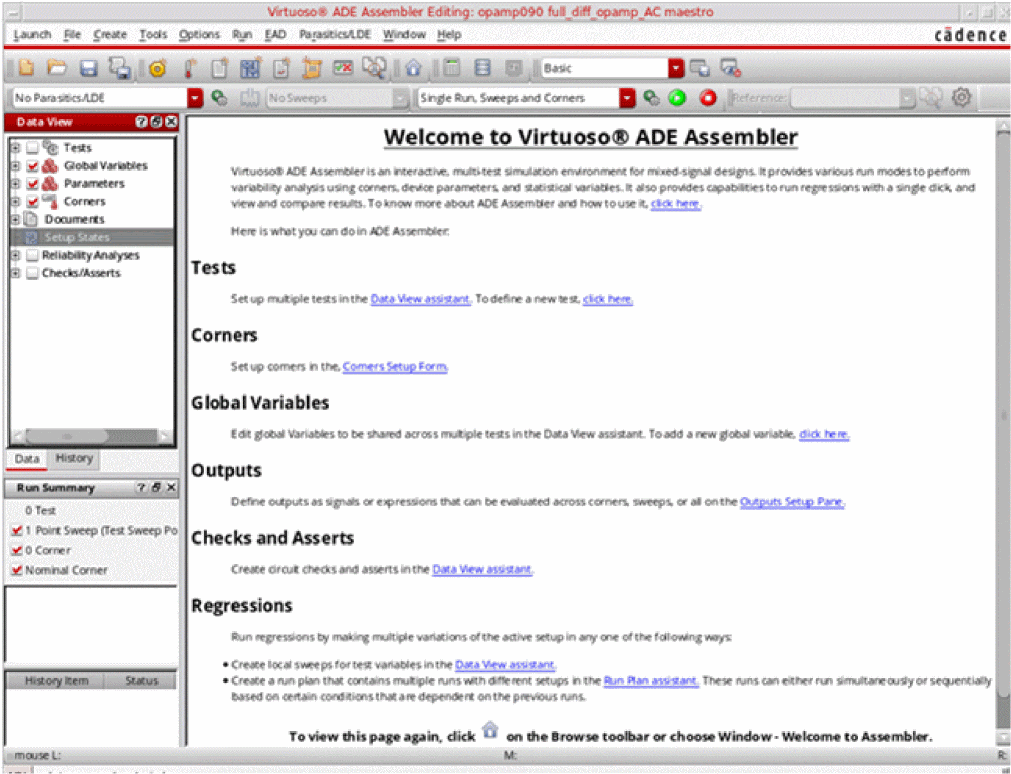 Virtuoso® ADE Assembler Editing: opamp090 full_diff_opamp_AC maestro
Launch File Create Tools Options Run EAD Parasitics/LDE Window Help
cādence
Basic
No Parasitics/LDE
No Sweeps
Single Run, Sweeps and Corners
Reference:
Data View
Tests
Global Variables
Parameters
Corners
Documents
Setup States
Reliability Analyses
Checks/Asserts
Data
History
Run Summary
0 Test
1 Point Sweep (Test Sweep Po
0 Corner
Nominal Corner
History Item
Status
Welcome to Virtuoso® ADE Assembler
Virtuoso® ADE Assembler is an interactive, multi-test simulation environment for mixed-signal designs. It provides various run modes to perform
variability analysis using corners, device parameters, and statistical variables. It also provides capabilities to run regressions with a single click, and
view and compare results. To know more about ADE Assembler and how to use it, click here.
Here is what you can do in ADE Assembler:
Tests
Set up multiple tests in the Data View assistant. To define a new test, click here.
Corners
Set up corners in the, Corners Setup Form.
Global Variables
Edit global Variables to be shared across multiple tests in the Data View assistant. To add a new global variable, click here.
Outputs
Define outputs as signals or expressions that can be evaluated across corners, sweeps, or all on the Outputs Setup Pane.
Checks and Asserts
Create circuit checks and asserts in the Data View assistant.
Regressions
Run regressions by making multiple variations of the active setup in any one of the following ways:
• Create local sweeps for test variables in the Data View assistant.
• Create a run plan that contains multiple runs with different setups in the Run Plan assistant. These runs can either run simultaneously or sequentially
based on certain conditions that are dependent on the previous runs.
To view this page again, click on the Browse toolbar or choose Window - Welcome to Assembler.
mouse L:
M:
R: